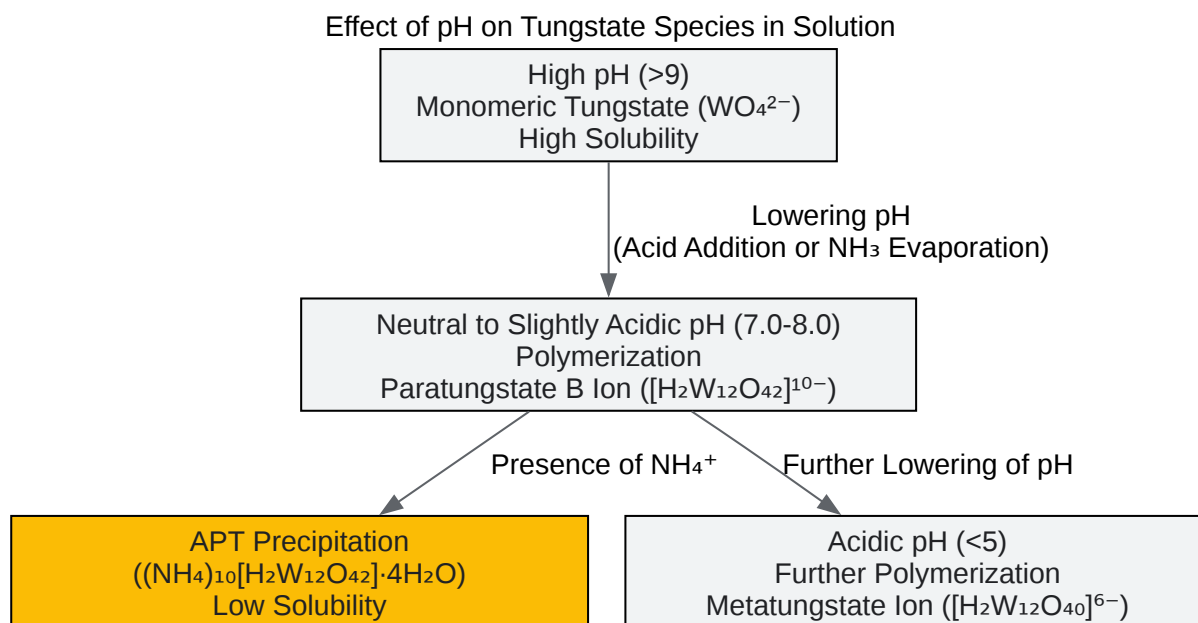 Effect of pH on Tungstate Species in Solution
High pH (>9)
Monomeric Tungstate (WO₄²⁻)
High Solubility
Lowering pH
(Acid Addition or NH₃ Evaporation)
Neutral to Slightly Acidic pH (7.0-8.0)
Polymerization
Paratungstate B Ion ([H₂W₁₂O₄₂]¹⁰⁻)
Presence of NH₄⁺
Further Lowering of pH
APT Precipitation
((NH₄)₁₀[H₂W₁₂O₄₂]·4H₂O)
Low Solubility
Acidic pH (<5)
Further Polymerization
Metatungstate Ion ([H₂W₁₂O₄₀]⁶⁻)